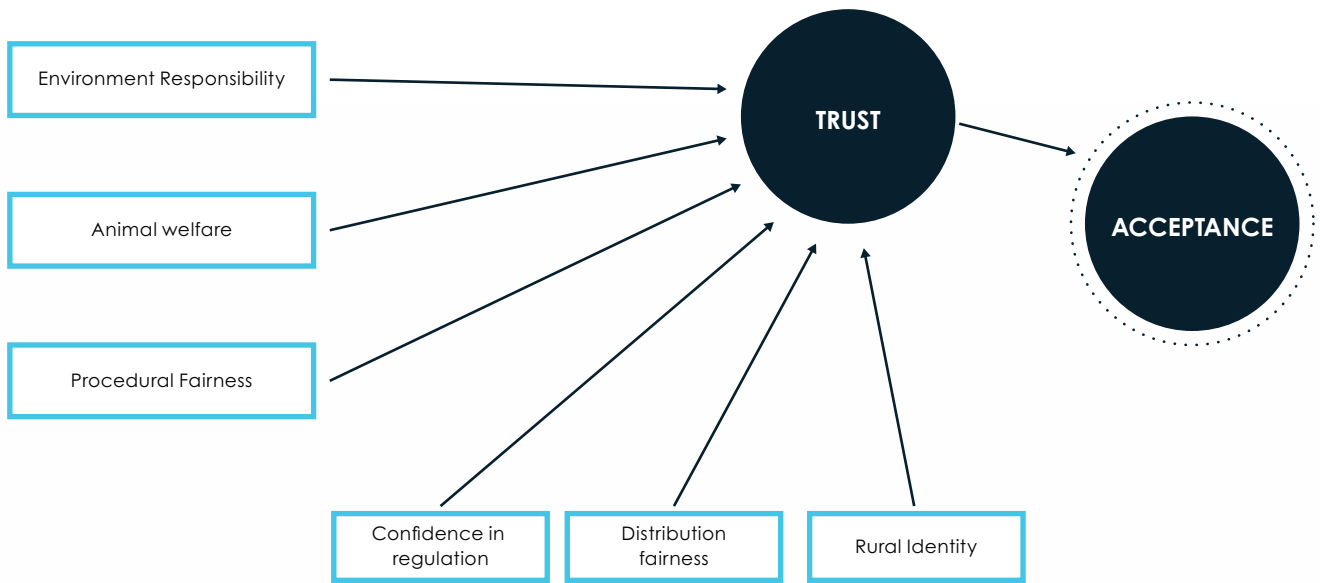 Environment Responsibility
TRUST
Animal welfare
ACCEPTANCE
Procedural Fairness
Confidence in
regulation
Distribution
fairness
Rural Identity